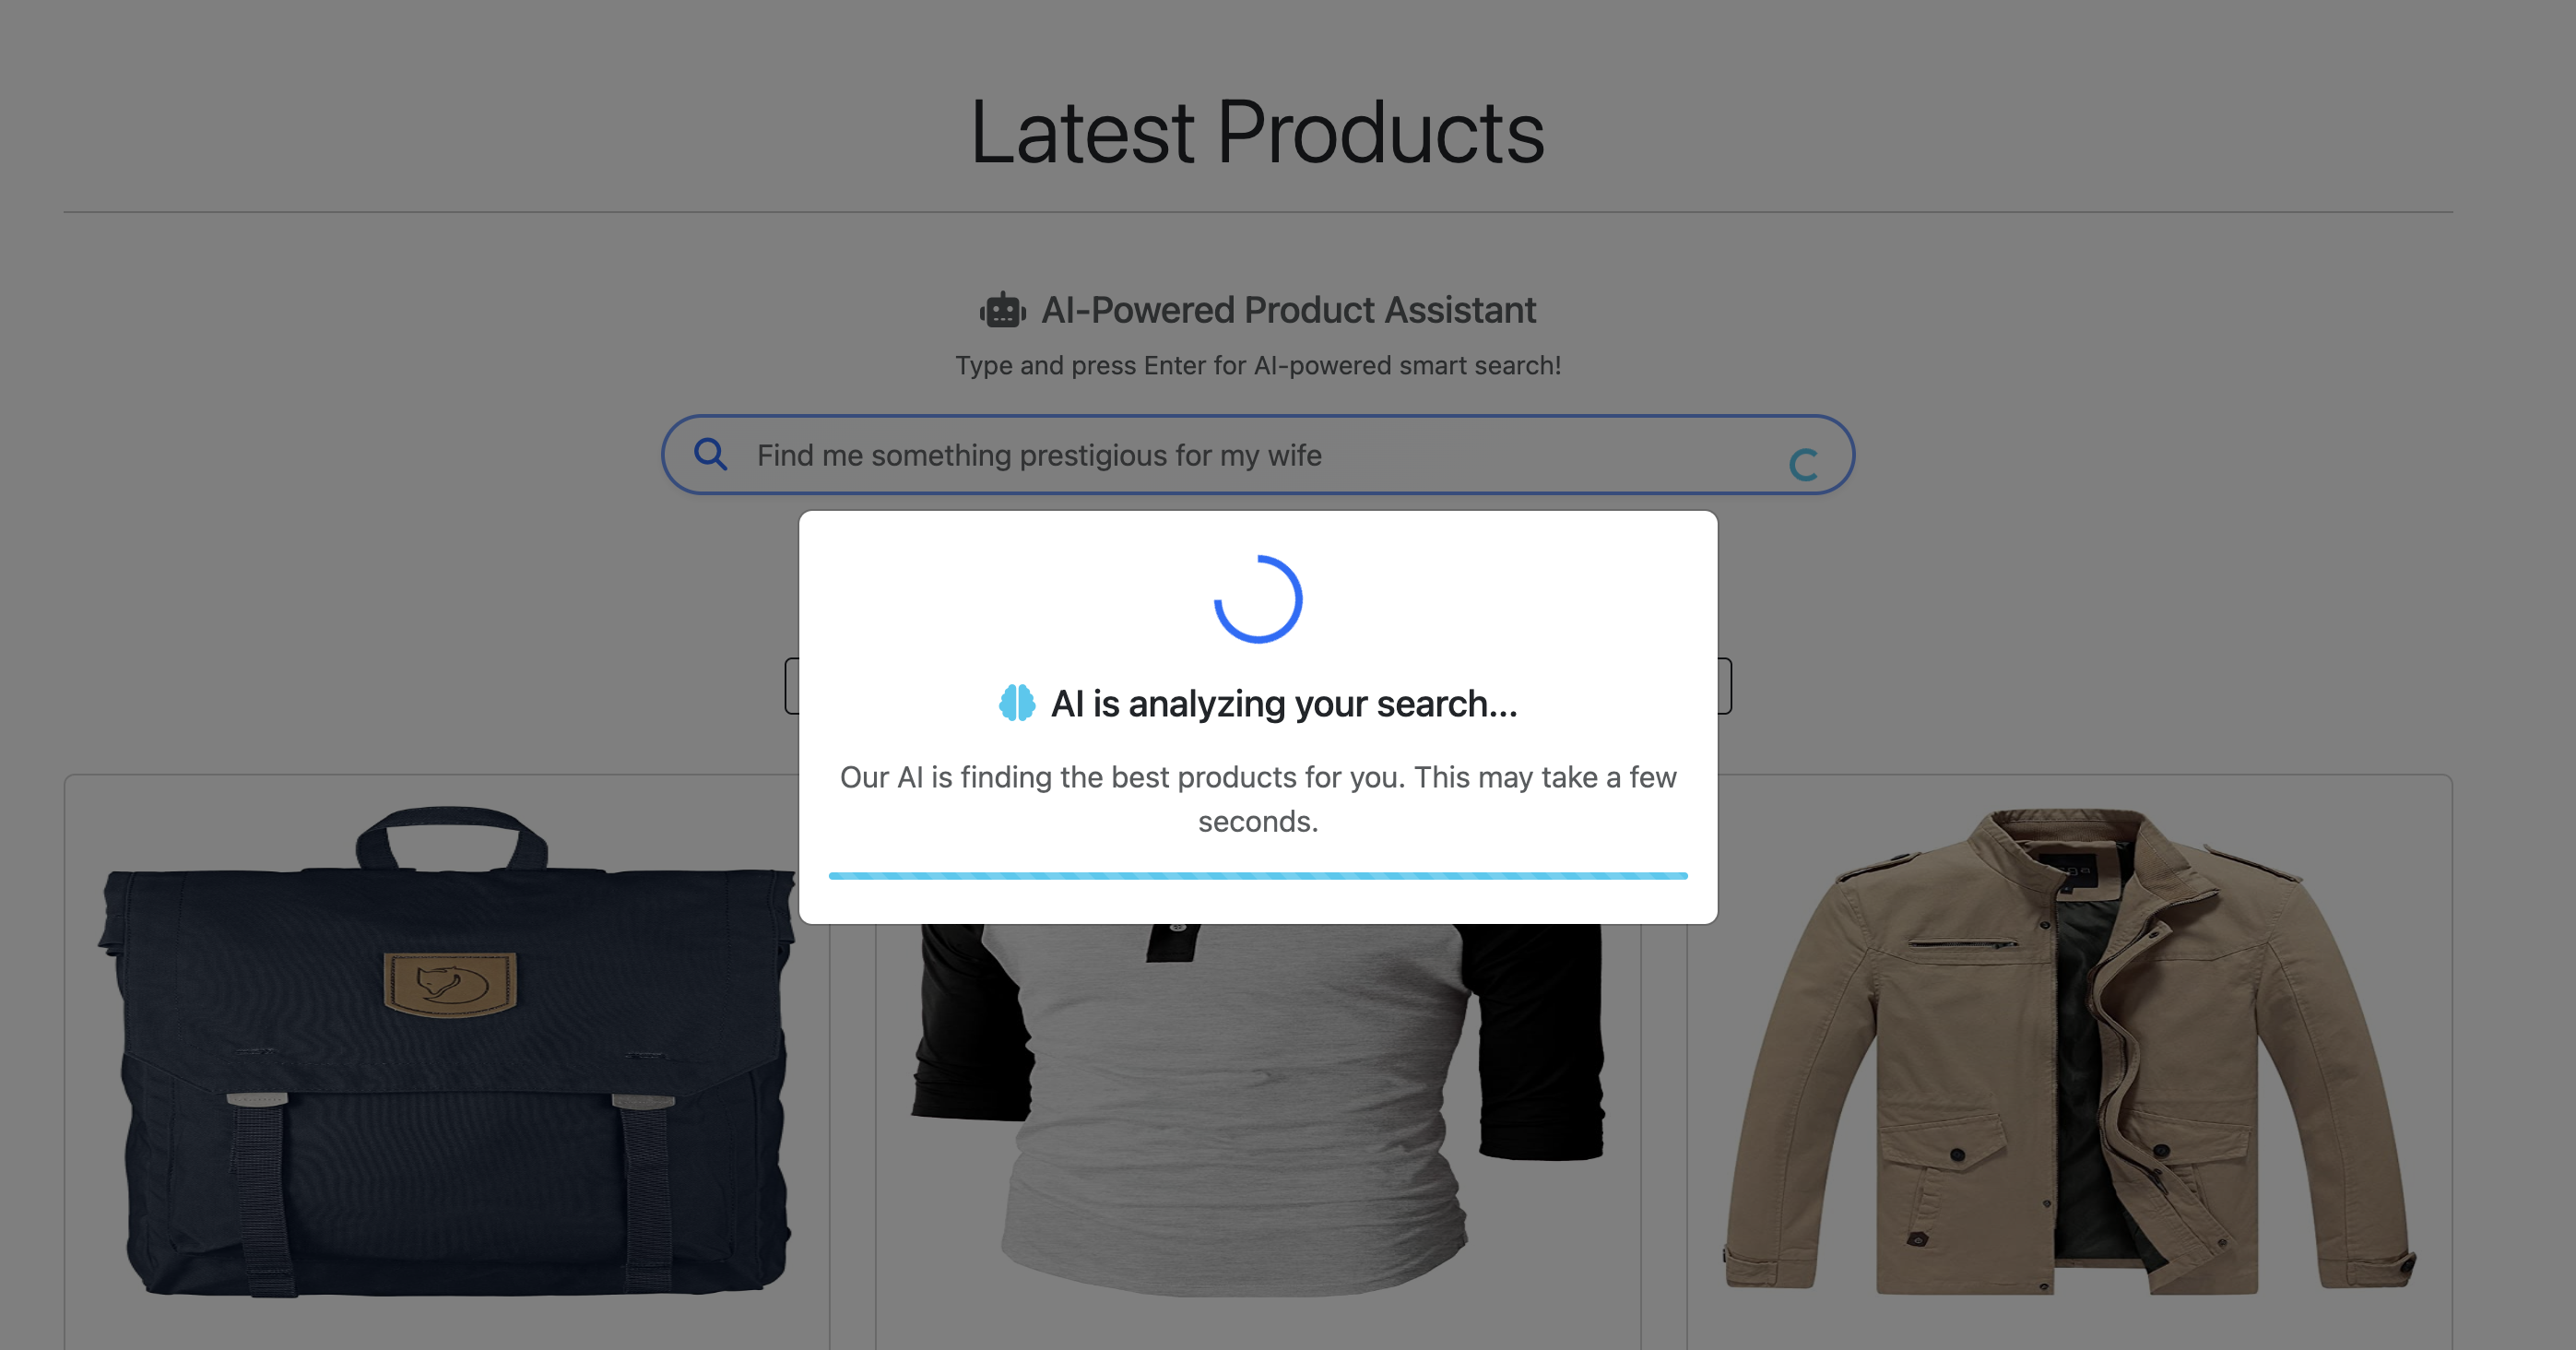 Latest Products
AI-Powered Product Assistant
Type and press Enter for AI-powered smart search!
Find me something prestigious for my wife
AI is analyzing your search...
Our AI is finding the best products for you. This may take a few
seconds.